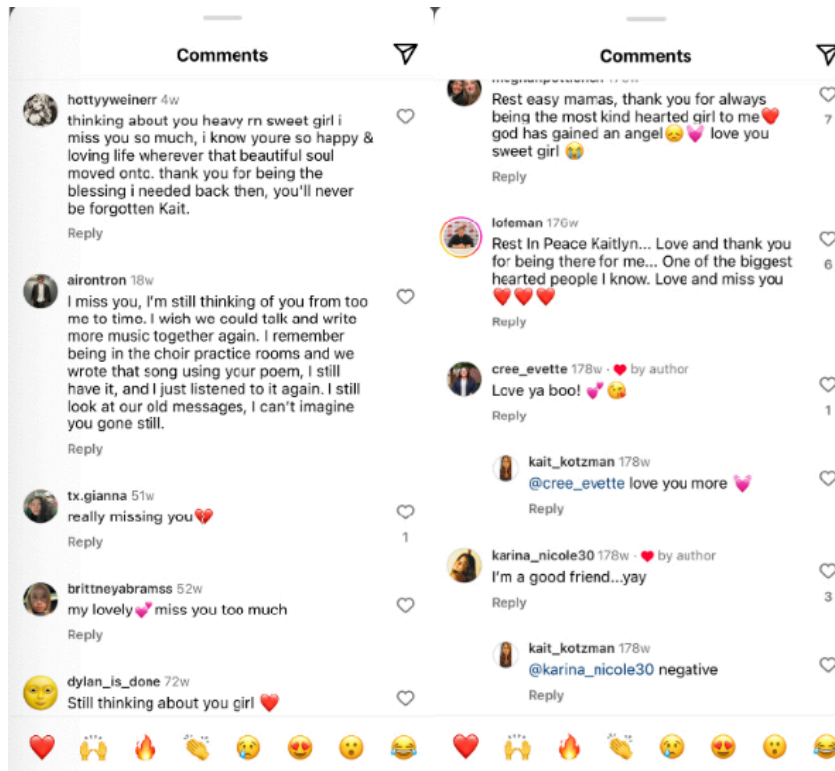 Comments
hottyyweinerr 4w
thinking about you heavy rn sweet girl i
miss you so much, i know youre so happy &
loving life wherever that beautiful soul
moved onto. thank you for being the
blessing i needed back then, you'll never
be forgotten Kait.
Reply
airontron 18w
I miss you, I'm still thinking of you from too
me to time. I wish we could talk and write
more music together again. I remember
being in the choir practice rooms and we
wrote that song using your poem, I still
have it, and I just listened to it again. I still
look at our old messages, I can't imagine
you gone still.
Reply
tx.gianna 51w
really missing you💔
1
Reply
brittneyabramss 52w
my lovely💕miss you too much
Reply
dylan_is_done 72w
Still thinking about you girl ❤️
Comments
Rest easy mamas, thank you for always
being the most kind hearted girl to me❤️
god has gained an angel😞💓 love you
sweet girl 😭
7
Reply
lofeman 176w
Rest In Peace Kaitlyn... Love and thank you
for being there for me... One of the biggest
hearted people I know. Love and miss you
❤️❤️❤️
6
Reply
cree_evette 178w · ❤️ by author
Love ya boo! 💕😘
1
Reply
kait_kotzman 178w
@cree_evette love you more 💓
Reply
karina_nicole30 178w · ❤️ by author
I'm a good friend...yay
3
Reply
kait_kotzman 178w
@karina_nicole30 negative
Reply